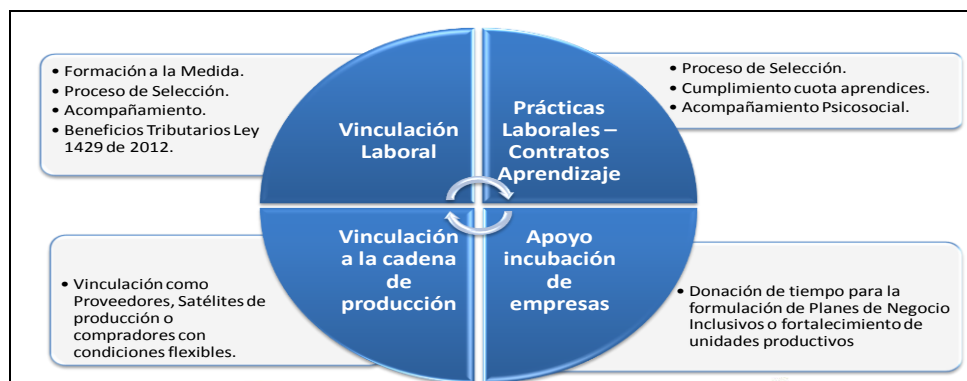 • Formación a la Medida.
• Proceso de Selección.
• Acompañamiento.
• Beneficios Tributarios Ley
1429 de 2012.
Vinculación
Laboral
Prácticas
Laborales –
Contratos
Aprendizaje
• Proceso de Selección.
• Cumplimiento cuota aprendices.
• Acompañamiento Psicosocial.
• Vinculación como
Proveedores, Satélites de
producción o
compradores con
condiciones flexibles.
Vinculación
a la cadena
de
producción
Apoyo
incubación
de
empresas
• Donación de tiempo para la
formulación de Planes de Negocio
Inclusivos o fortalecimiento de
unidades productivos